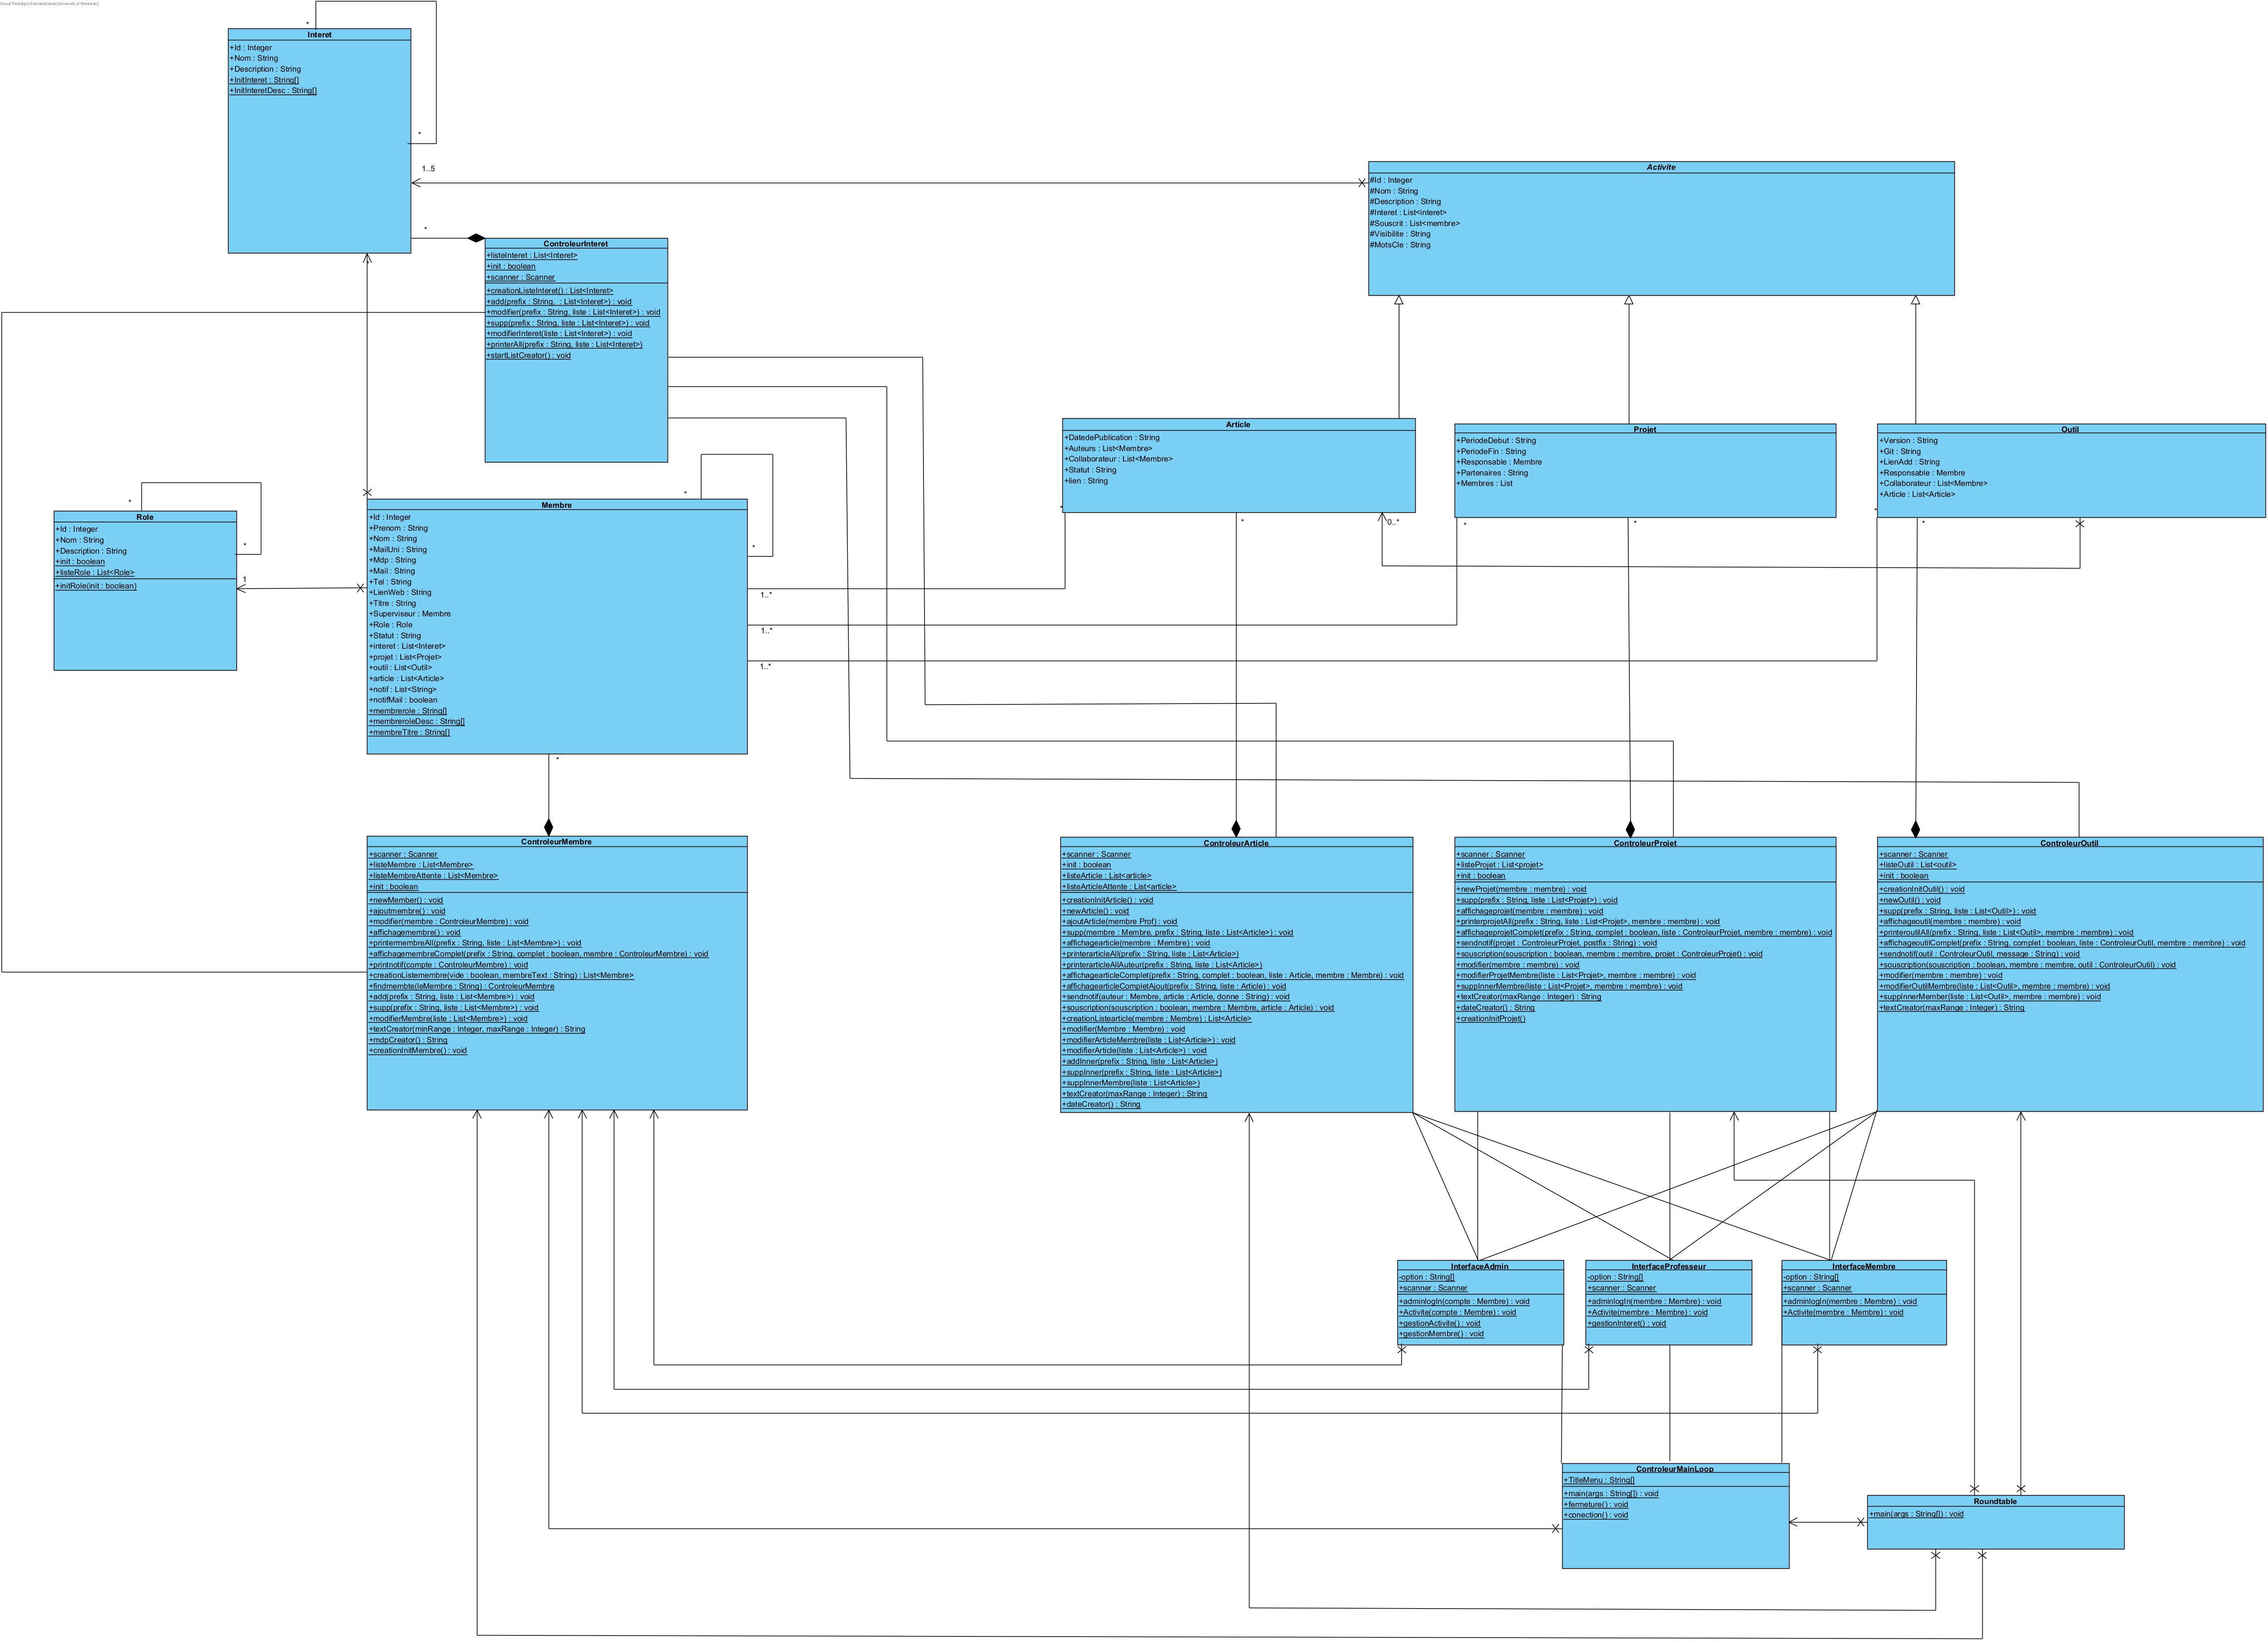 Visual Paradigm Standard(labas(University of Montreal))
*
Interet
+Id : Integer
+Nom : String
+Description : String
+InitInteret : String[]
+InitInteretDesc : String[]
*
1..5
*
*
Activite
#Id : Integer
#Nom : String
#Description : String
#Interet : List<interet>
#Souscrit : List<membre>
#Visibilite : String
#MotsCle : String
ControleurInteret
+listeInteret : List<Interet>
+init : boolean
+scanner : Scanner
+creationListeInteret() : List<Interet>
+add(prefix : String, : List<Interet>) : void
+modifier(prefix : String, liste : List<Interet>) : void
+supp(prefix : String, liste : List<Interet>) : void
+modifierInteret(liste : List<Interet>) : void
+printerAll(prefix : String, liste : List<Interet>)
+startListCreator() : void
Article
+DatedePublication : String
+Auteurs : List<Membre>
+Collaborateur : List<Membre>
+Statut : String
+lien : String
*
*
0..*
Projet
+PeriodeDebut : String
+PeriodeFin : String
+Responsable : Membre
+Partenaires : String
+Membres : List
*
*
Outil
+Version : String
+Git : String
+LienAdd : String
+Responsable : Membre
+Collaborateur : List<Membre>
+Article : List<Article>
*
*
*
Role
+Id : Integer
+Nom : String
+Description : String
+init : boolean
+listeRole : List<Role>
+initRole(init : boolean)
*
1
*
Membre
+Id : Integer
+Prenom : String
+Nom : String
+MailUni : String
+Mdp : String
+Mail : String
+Tel : String
+LienWeb : String
+Titre : String
+Superviseur : Membre
+Role : Role
+Statut : String
+interet : List<Interet>
+projet : List<Projet>
+outil : List<Outil>
+article : List<Article>
+notif : List<String>
+notifMail : boolean
+membrerole : String[]
+membreroleDesc : String[]
+membreTitre : String[]
*
1..*
1..*
1..*
*
ControleurMembre
+scanner : Scanner
+listeMembre : List<Membre>
+listeMembreAttente : List<Membre>
+init : boolean
+newMember() : void
+ajoutmembre() : void
+modifier(membre : ControleurMembre) : void
+affichagemembre() : void
+printermembreAll(prefix : String, liste : List<Membre>) : void
+affichagemembreComplet(prefix : String, complet : boolean, membre : ControleurMembre) : void
+printnotif(compte : ControleurMembre) : void
+creationListemembre(vide : boolean, membreText : String) : List<Membre>
+findmembte(leMembre : String) : ControleurMembre
+add(prefix : String, liste : List<Membre>) : void
+supp(prefix : String, liste : List<Membre>) : void
+modifierMembre(liste : List<Membre>) : void
+textCreator(minRange : Integer, maxRange : Integer) : String
+mdpCreator() : String
+creationInitMembre() : void
ControleurArticle
+scanner : Scanner
+init : boolean
+listeArticle : List<article>
+listeArticleAttente : List<article>
+creationInitArticle() : void
+newArticle() : void
+ajoutArticle(membre Prof) : void
+supp(membre : Membre, prefix : String, liste : List<Article>) : void
+affichagearticle(membre : Membre) : void
+printerarticleAll(prefix : String, liste : List<Article>)
+printerarticleAllAuteur(prefix : String, liste : List<Article>)
+affichagearticleComplet(prefix : String, complet : boolean, liste : Article, membre : Membre) : void
+affichagearticleCompletAjout(prefix : String, liste : Article) : void
+sendnotif(auteur : Membre, article : Article, donne : String) : void
+souscription(souscription : boolean, membre : Membre, article : Article) : void
+creationListearticle(membre : Membre) : List<Article>
+modifier(Membre : Membre) : void
+modifierArticleMembre(liste : List<Article>) : void
+modifierArticle(liste : List<Article>) : void
+addInner(prefix : String, liste : List<Article>)
+suppInner(prefix : String, liste : List<Article>)
+suppInnerMembre(liste : List<Article>)
+textCreator(maxRange : Integer) : String
+dateCreator() : String
ControleurProjet
+scanner : Scanner
+listeProjet : List<projet>
+init : boolean
+newProjet(membre : membre) : void
+supp(prefix : String, liste : List<Projet>) : void
+affichageprojet(membre : membre) : void
+printerprojetAll(prefix : String, liste : List<Projet>, membre : membre) : void
+affichageprojetComplet(prefix : String, complet : boolean, liste : ControleurProjet, membre : membre) : void
+sendnotif(projet : ControleurProjet, postfix : String) : void
+souscription(souscription : boolean, membre : membre, projet : ControleurProjet) : void
+modifier(membre : membre) : void
+modifierProjetMembre(liste : List<Projet>, membre : membre) : void
+suppInnerMembre(liste : List<Projet>, membre : membre) : void
+textCreator(maxRange : Integer) : String
+dateCreator() : String
+creationInitProjet()
ControleurOutil
+scanner : Scanner
+listeOutil : List<outil>
+init : boolean
+creationInitOutil() : void
+newOutil() : void
+supp(prefix : String, liste : List<Outil>) : void
+affichageoutil(membre : membre) : void
+printeroutilAll(prefix : String, liste : List<Outil>, membre : membre) : void
+affichageoutilComplet(prefix : String, complet : boolean, liste : ControleurOutil, membre : membre) : void
+sendnotif(outil : ControleurOutil, message : String) : void
+souscription(souscription : boolean, membre : membre, outil : ControleurOutil) : void
+modifier(membre : membre) : void
+modifierOutilMembre(liste : List<Outil>, membre : membre) : void
+suppInnerMember(liste : List<Outil>, membre : membre) : void
+textCreator(maxRange : Integer) : String
InterfaceAdmin
-option : String[]
+scanner : Scanner
+adminlogIn(compte : Membre) : void
+Activite(compte : Membre) : void
+gestionActivite() : void
+gestionMembre() : void
InterfaceProfesseur
-option : String[]
+scanner : Scanner
+adminlogIn(membre : Membre) : void
+Activite(membre : Membre) : void
+gestionInteret() : void
InterfaceMembre
-option : String[]
+scanner : Scanner
+adminlogIn(membre : Membre) : void
+Activite(membre : Membre) : void
ControleurMainLoop
+TitleMenu : String[]
+main(args : String[]) : void
+fermeture() : void
+conection() : void
Roundtable
+main(args : String[]) : void